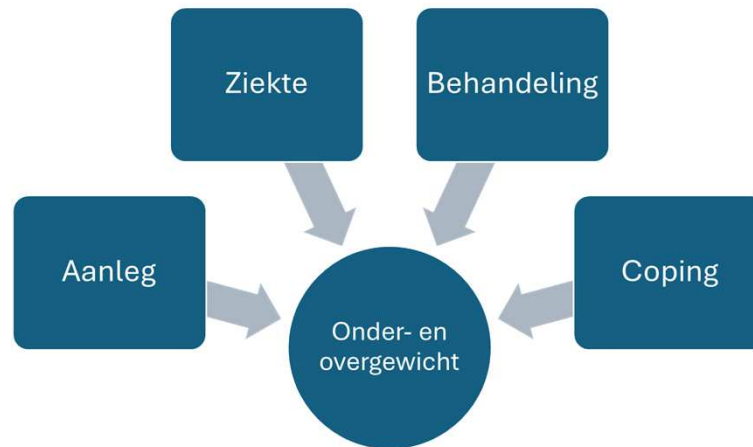 Ziekte
Behandeling
Aanleg
Coping
Onder- en
overgewicht